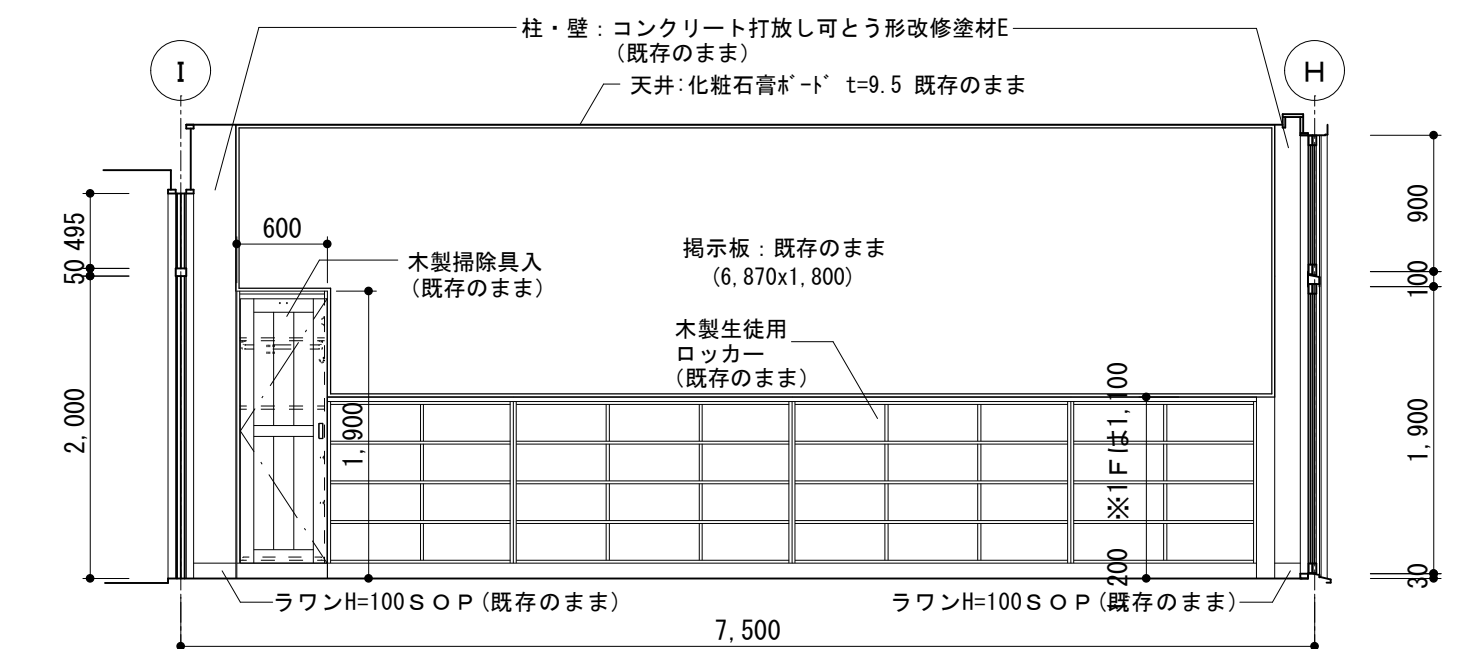 柱・壁：コンクリート打放し可とう形改修塗材E
(既存のまま)
天井:化粧石膏ﾎﾞｰﾄﾞ t=9.5 既存のまま
I
H
600
木製掃除具入
(既存のまま)
掲示板：既存のまま
(6,870x1,800)
木製生徒用
ロッカー
(既存のまま)
495
50
2,000
1,900
1,200 ※1Fは1,100
900
100
1,900
30
ラワンH=100ＳＯＰ(既存のまま)
ラワンH=100ＳＯＰ(既存のまま)
7,500